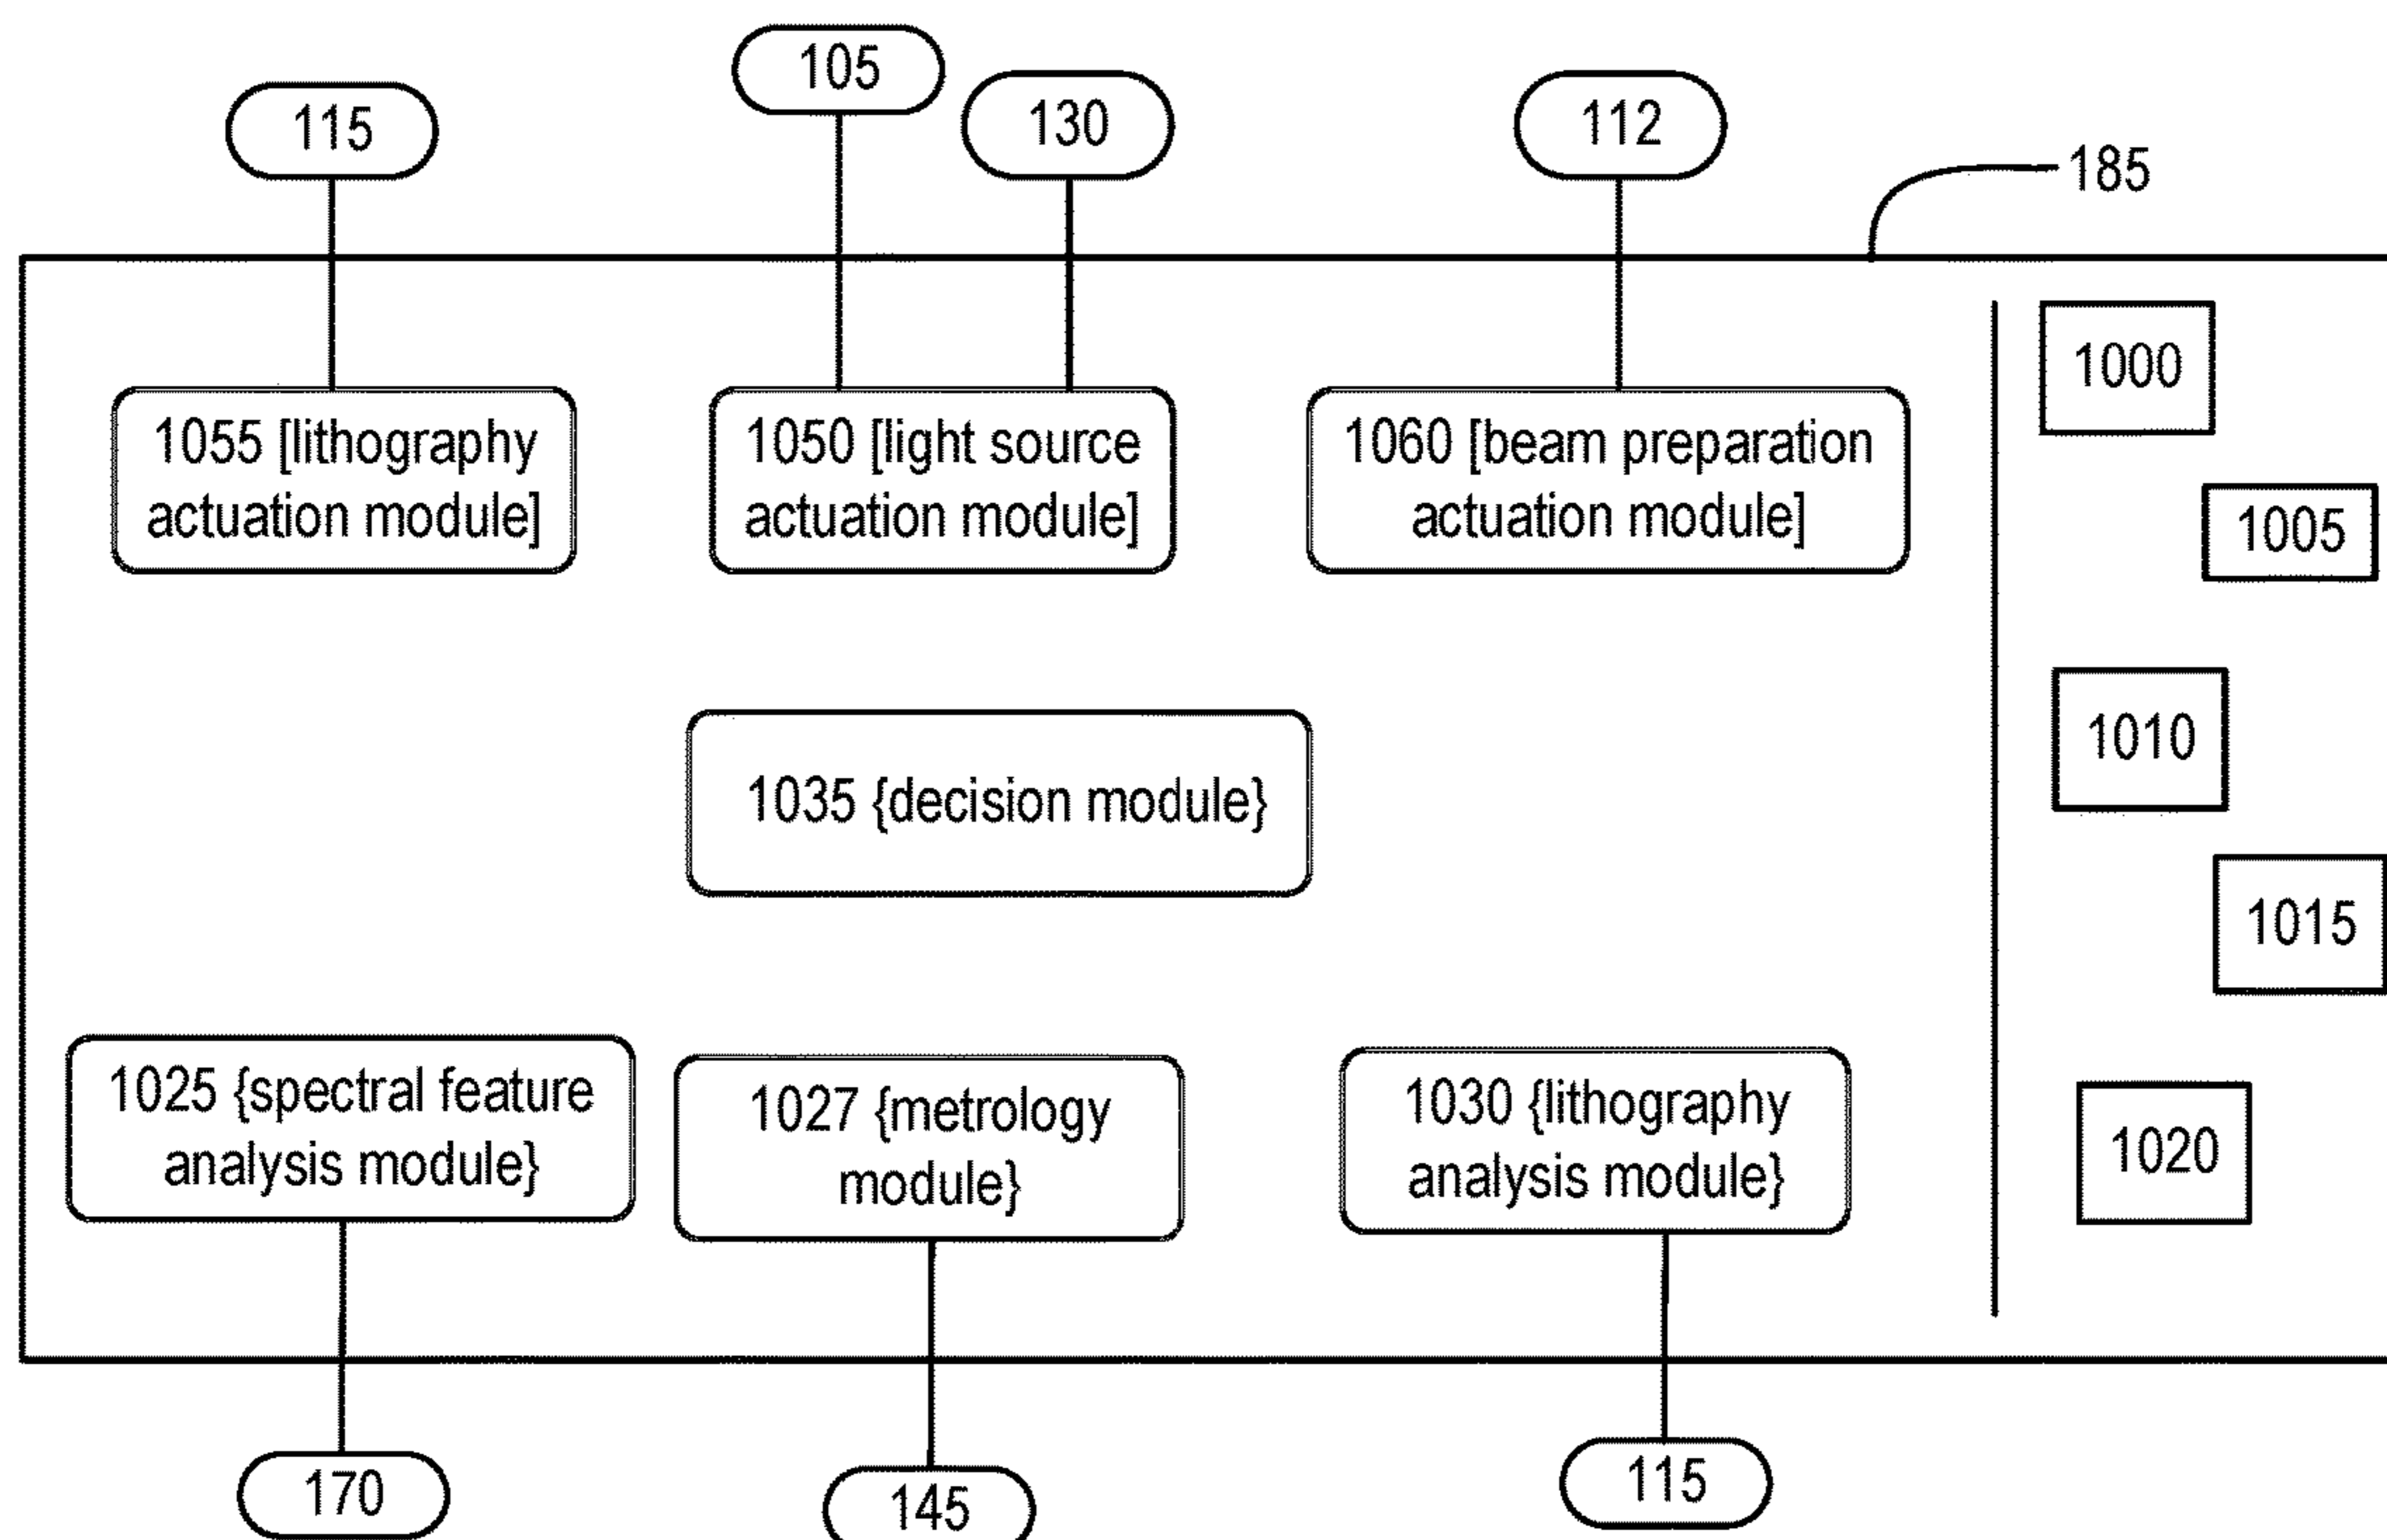 105
115
130
112
185
1000
1055 [lithography
actuation module]
1050 [light source
actuation module]
1060 [beam preparation
actuation module]
1005
1010
1035 {decision module}
1015
1025 {spectral feature
analysis module}
1027 {metrology
module}
1030 {lithography
analysis module}
1020
170
145
115